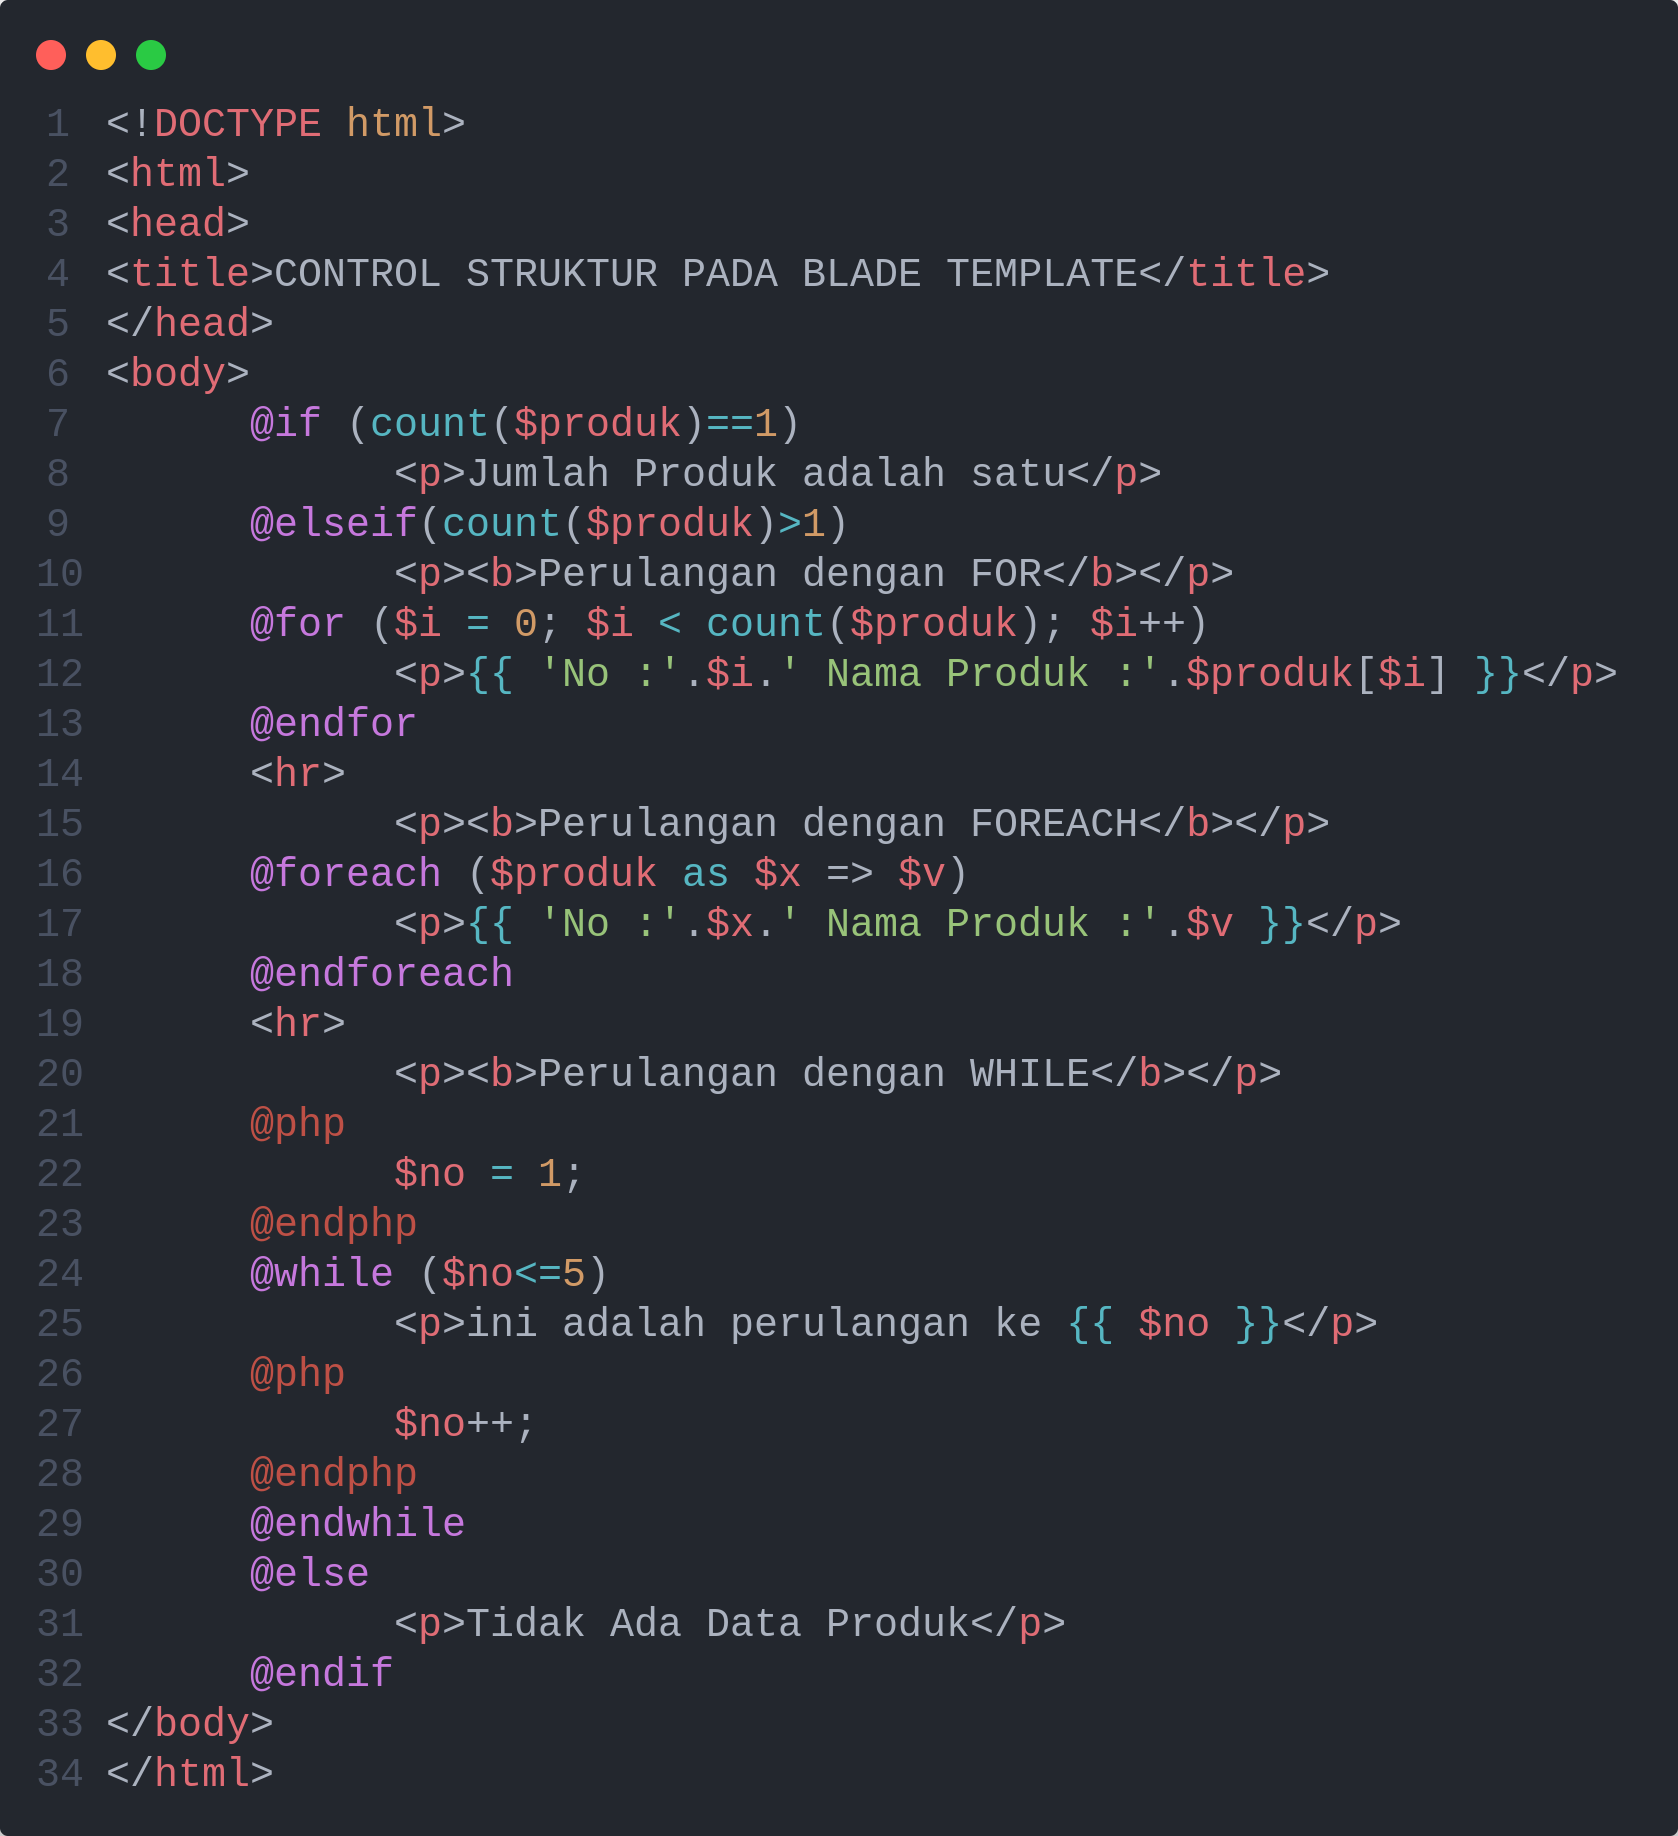 1 <!DOCTYPE html>
2 <html>
3 <head>
4 <title>CONTROL STRUKTUR PADA BLADE TEMPLATE</title>
5 </head>
6 <body>
7       @if (count($produk)==1)
8             <p>Jumlah Produk adalah satu</p>
9       @elseif(count($produk)>1)
10             <p><b>Perulangan dengan FOR</b></p>
11       @for ($i = 0; $i < count($produk); $i++)
12             <p>{{ 'No :'.$i.' Nama Produk :'.$produk[$i] }}</p>
13       @endfor
14       <hr>
15             <p><b>Perulangan dengan FOREACH</b></p>
16       @foreach ($produk as $x => $v)
17             <p>{{ 'No :'.$x.' Nama Produk :'.$v }}</p>
18       @endforeach
19       <hr>
20             <p><b>Perulangan dengan WHILE</b></p>
21       @php
22             $no = 1;
23       @endphp
24       @while ($no<=5)
25             <p>ini adalah perulangan ke {{ $no }}</p>
26       @php
27             $no++;
28       @endphp
29       @endwhile
30       @else
31             <p>Tidak Ada Data Produk</p>
32       @endif
33 </body>
34 </html>